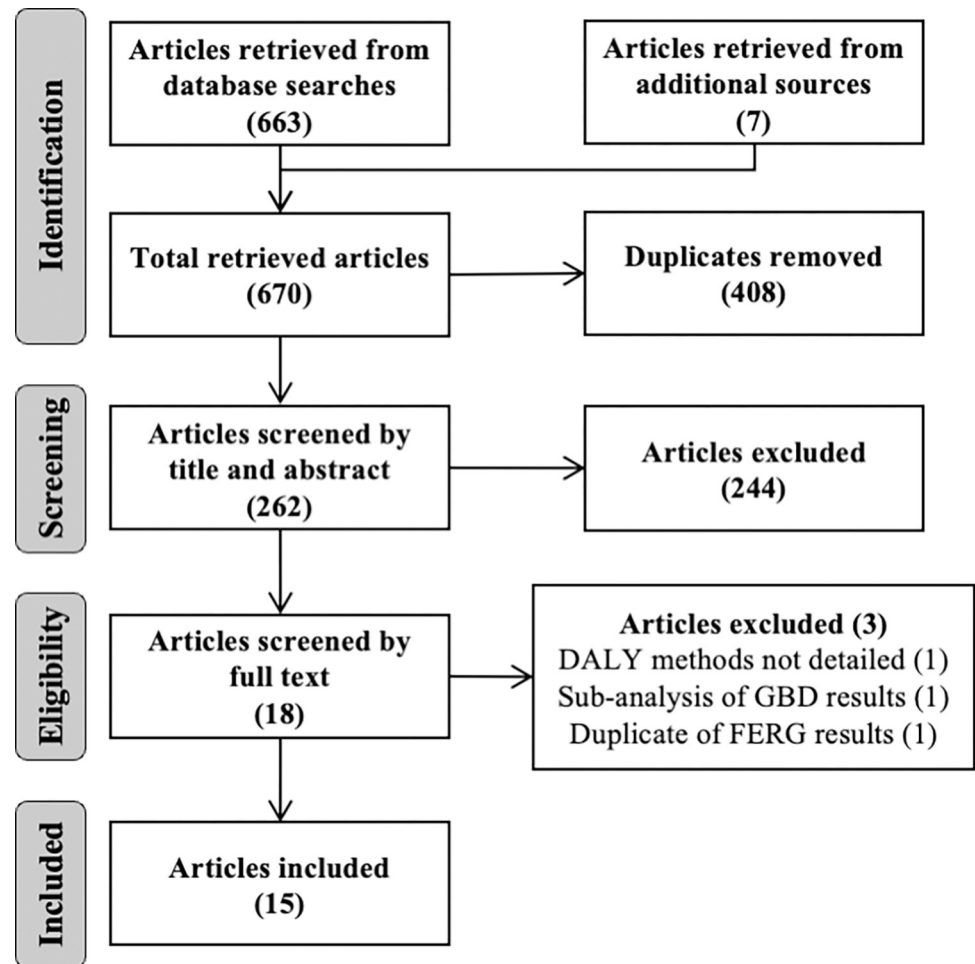 Identification
Articles retrieved from
database searches
(663)
Articles retrieved from
additional sources
(7)
Total retrieved articles
(670)
Duplicates removed
(408)
Screening
Articles screened by
title and abstract
(262)
Articles excluded
(244)
Eligibility
Articles screened by
full text
(18)
Articles excluded (3)
DALY methods not detailed (1)
Sub-analysis of GBD results (1)
Duplicate of FERG results (1)
Included
Articles included
(15)